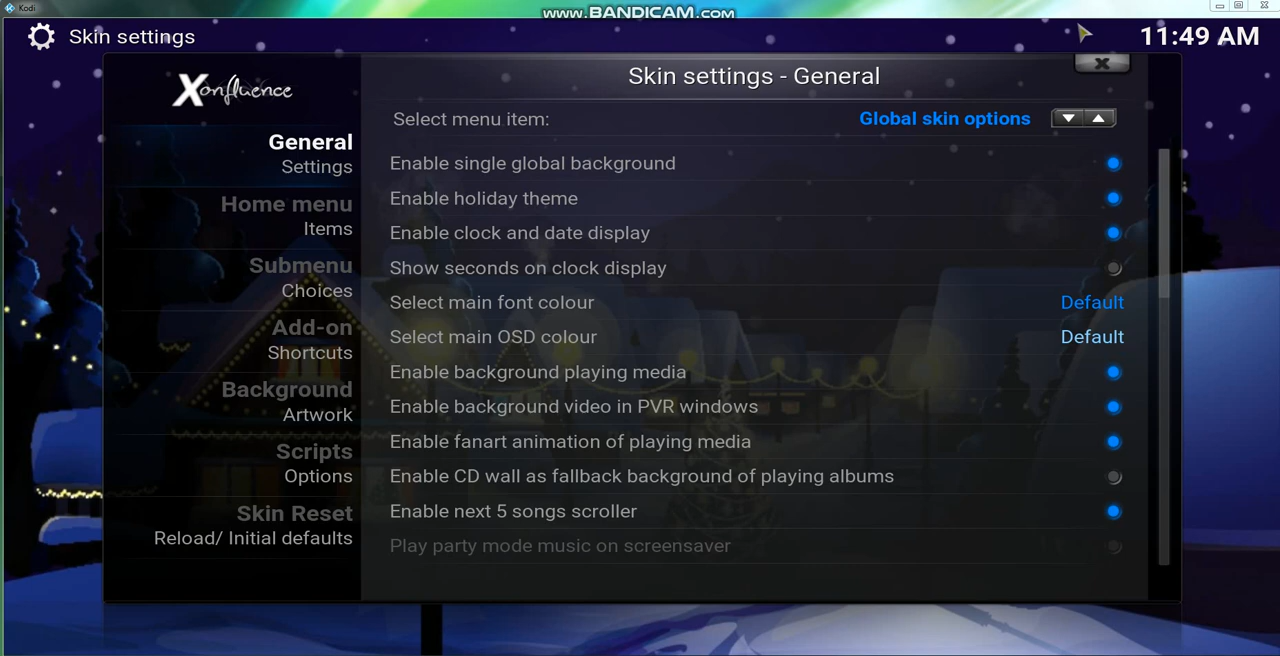 Kodi
www.BANDICAM.com
Skin settings
11:49 AM
Xonfluence
Skin settings - General
Select menu item:
Global skin options
General
Settings
Home menu
Items
Submenu
Choices
Add-on
Shortcuts
Background
Artwork
Scripts
Options
Skin Reset
Reload/ Initial defaults
Enable single global background
Enable holiday theme
Enable clock and date display
Show seconds on clock display
Select main font colour Default
Select main OSD colour Default
Enable background playing media
Enable background video in PVR windows
Enable fanart animation of playing media
Enable CD wall as fallback background of playing albums
Enable next 5 songs scroller
Play party mode music on screensaver